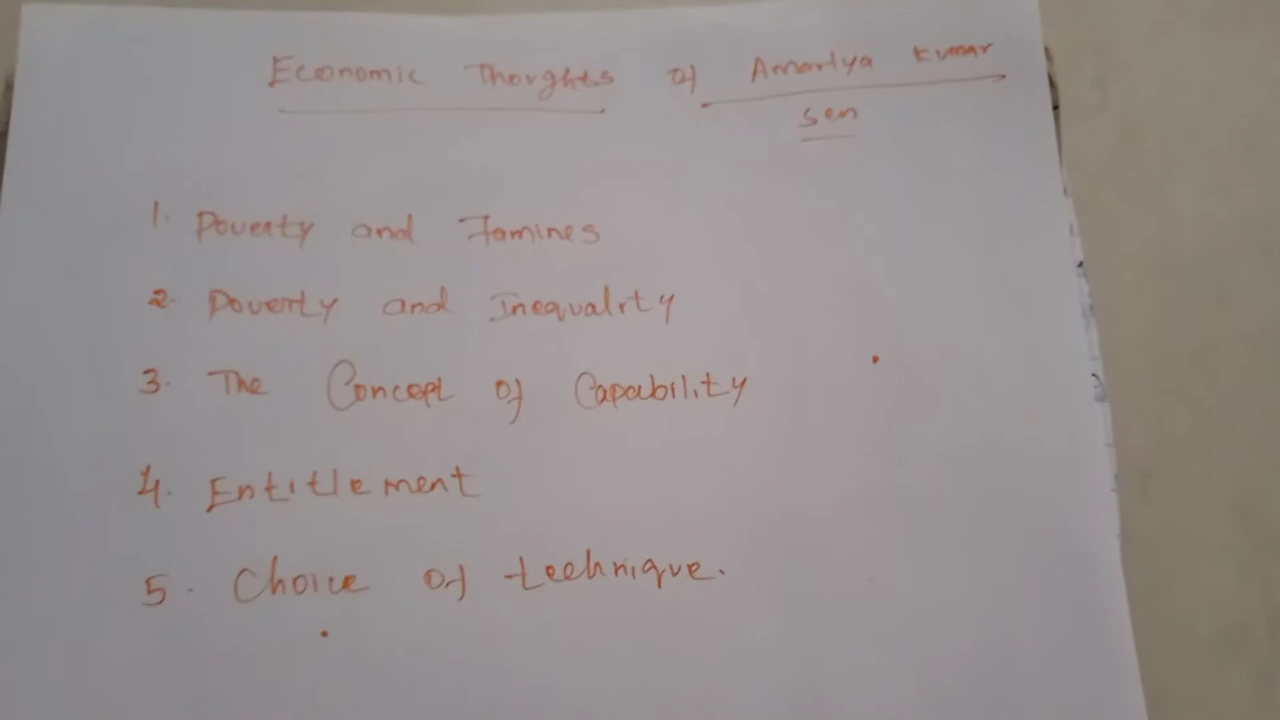 Economic Thoughts of Amartya Kumar
Sen
1. Poverty and Famines
2. Poverty and Inequality
3. The Concept of Capability
4. Entitlement
5. Choice of technique.